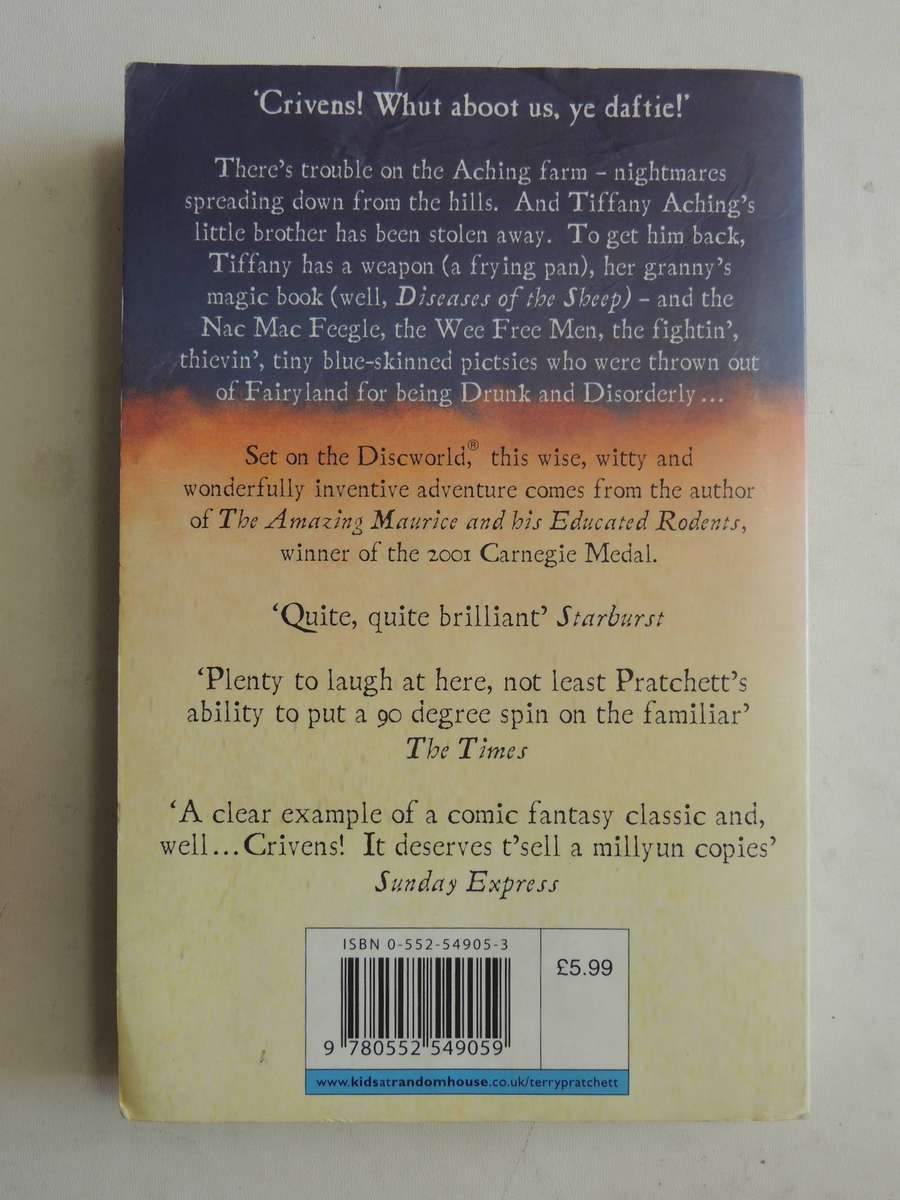 ‘Crivens! Whut aboot us, ye daftie!’
There’s trouble on the Aching farm – nightmares
spreading down from the hills. And Tiffany Aching’s
little brother has been stolen away. To get him back,
Tiffany has a weapon (a frying pan), her granny’s
magic book (well, Diseases of the Sheep) – and the
Nac Mac Feegle, the Wee Free Men, the fightin’,
thievin’, tiny blue-skinned pictsies who were thrown out
of Fairyland for being Drunk and Disorderly...
Set on the Discworld,® this wise, witty and
wonderfully inventive adventure comes from the author
of The Amazing Maurice and his Educated Rodents,
winner of the 2001 Carnegie Medal.
‘Quite, quite brilliant’ Starburst
‘Plenty to laugh at here, not least Pratchett’s
ability to put a 90 degree spin on the familiar’
The Times
‘A clear example of a comic fantasy classic and,
well...Crivens! It deserves t’sell a millyun copies’
Sunday Express
ISBN 0-552-54905-3
£5.99
9 780552 549059
www.kidsatrandomhouse.co.uk/terrypratchett